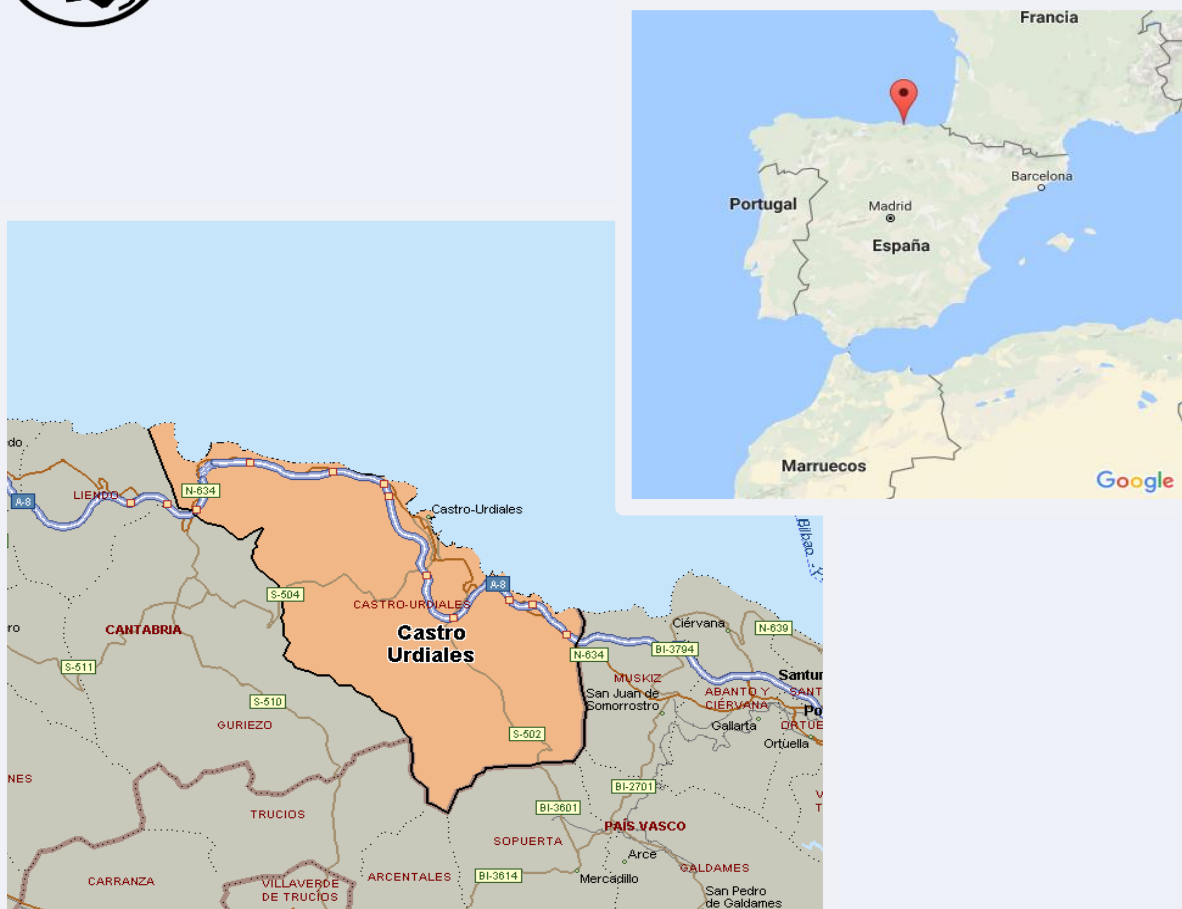 Francia
Barcelona
Portugal
Madrid
España
Marruecos
Google
LIENDO
A-8
N-634
Castro-Urdiales
Bilbao
A-8
S-504
CASTRO-URDIALES
CANTABRIA
Castro
Urdiales
Ciérvana
N-639
N-634
BI-3794
S-511
MUSKIZ
San Juan de
Somorrostro
ABANTO Y
CIÉRVANA
Gallarta
Ortuella
S-510
GURIEZO
S-502
BI-2701
TRUCIOS
BI-3601
PAÍS VASCO
SOPUERTA
Arce
GALDAMES
CARRANZA
VILLAVERDE
DE TRUCÍOS
ARCENTALES
BI-3614
Mercadillo
San Pedro
de Galdames